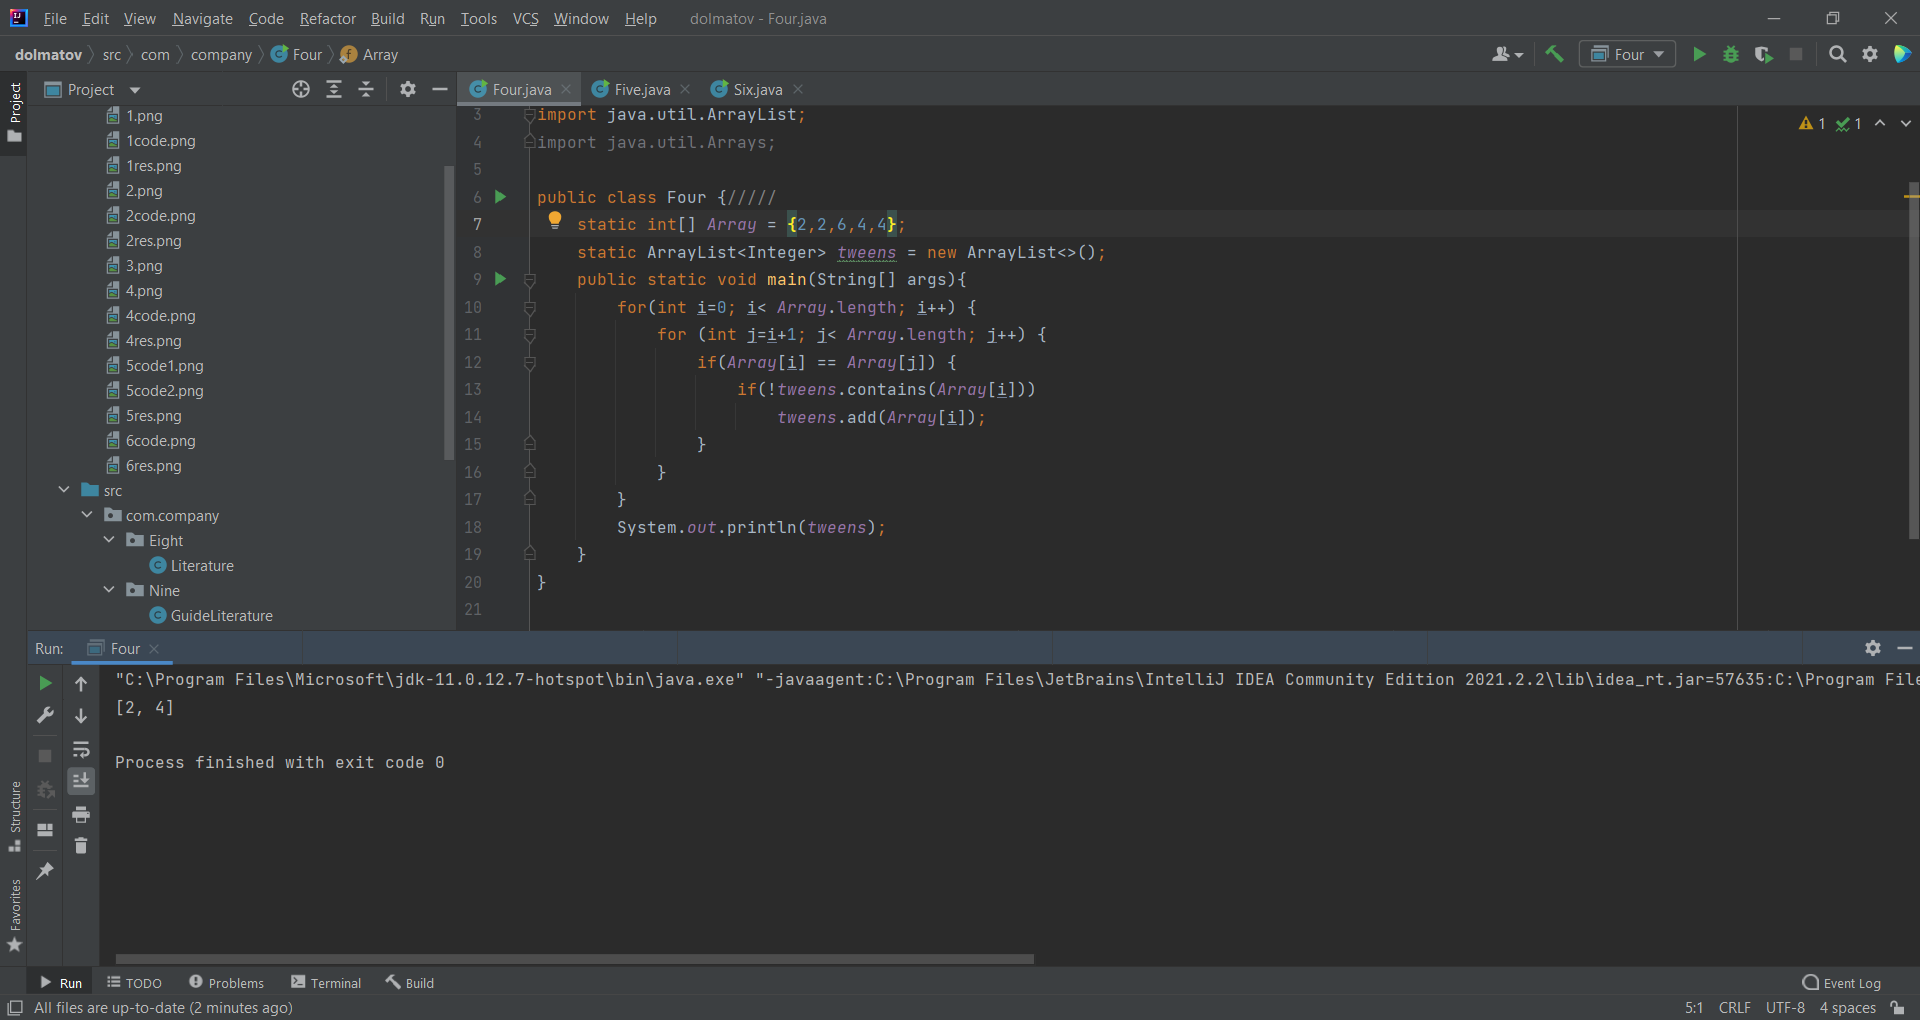 File Edit View Navigate Code Refactor Build Run Tools VCS Window Help dolmatov - Four.java
dolmatov src com company Four Array
Four
Project
Project
Four.java Five.java Six.java
1.png
1code.png
1res.png
2.png
2code.png
2res.png
3.png
4.png
4code.png
4res.png
5code1.png
5code2.png
5res.png
6code.png
6res.png
src
com.company
Eight
Literature
Nine
GuideLiterature
1 1
3 import java.util.ArrayList;
4 import java.util.Arrays;
5
6 public class Four {/////
7 static int[] Array = {2,2,6,4,4};
8 static ArrayList<Integer> tweens = new ArrayList<>();
9 public static void main(String[] args){
10 for(int i=0; i< Array.length; i++) {
11 for (int j=i+1; j< Array.length; j++) {
12 if(Array[i] == Array[j]) {
13 if(!tweens.contains(Array[i]))
14 tweens.add(Array[i]);
15 }
16 }
17 }
18 System.out.println(tweens);
19 }
20 }
21
Run: Four
"C:\Program Files\Microsoft\jdk-11.0.12.7-hotspot\bin\java.exe" "-javaagent:C:\Program Files\JetBrains\IntelliJ IDEA Community Edition 2021.2.2\lib\idea_rt.jar=57635:C:\Program File
[2, 4]
Process finished with exit code 0
Structure
Favorites
Run TODO Problems Terminal Build Event Log
All files are up-to-date (2 minutes ago) 5:1 CRLF UTF-8 4 spaces